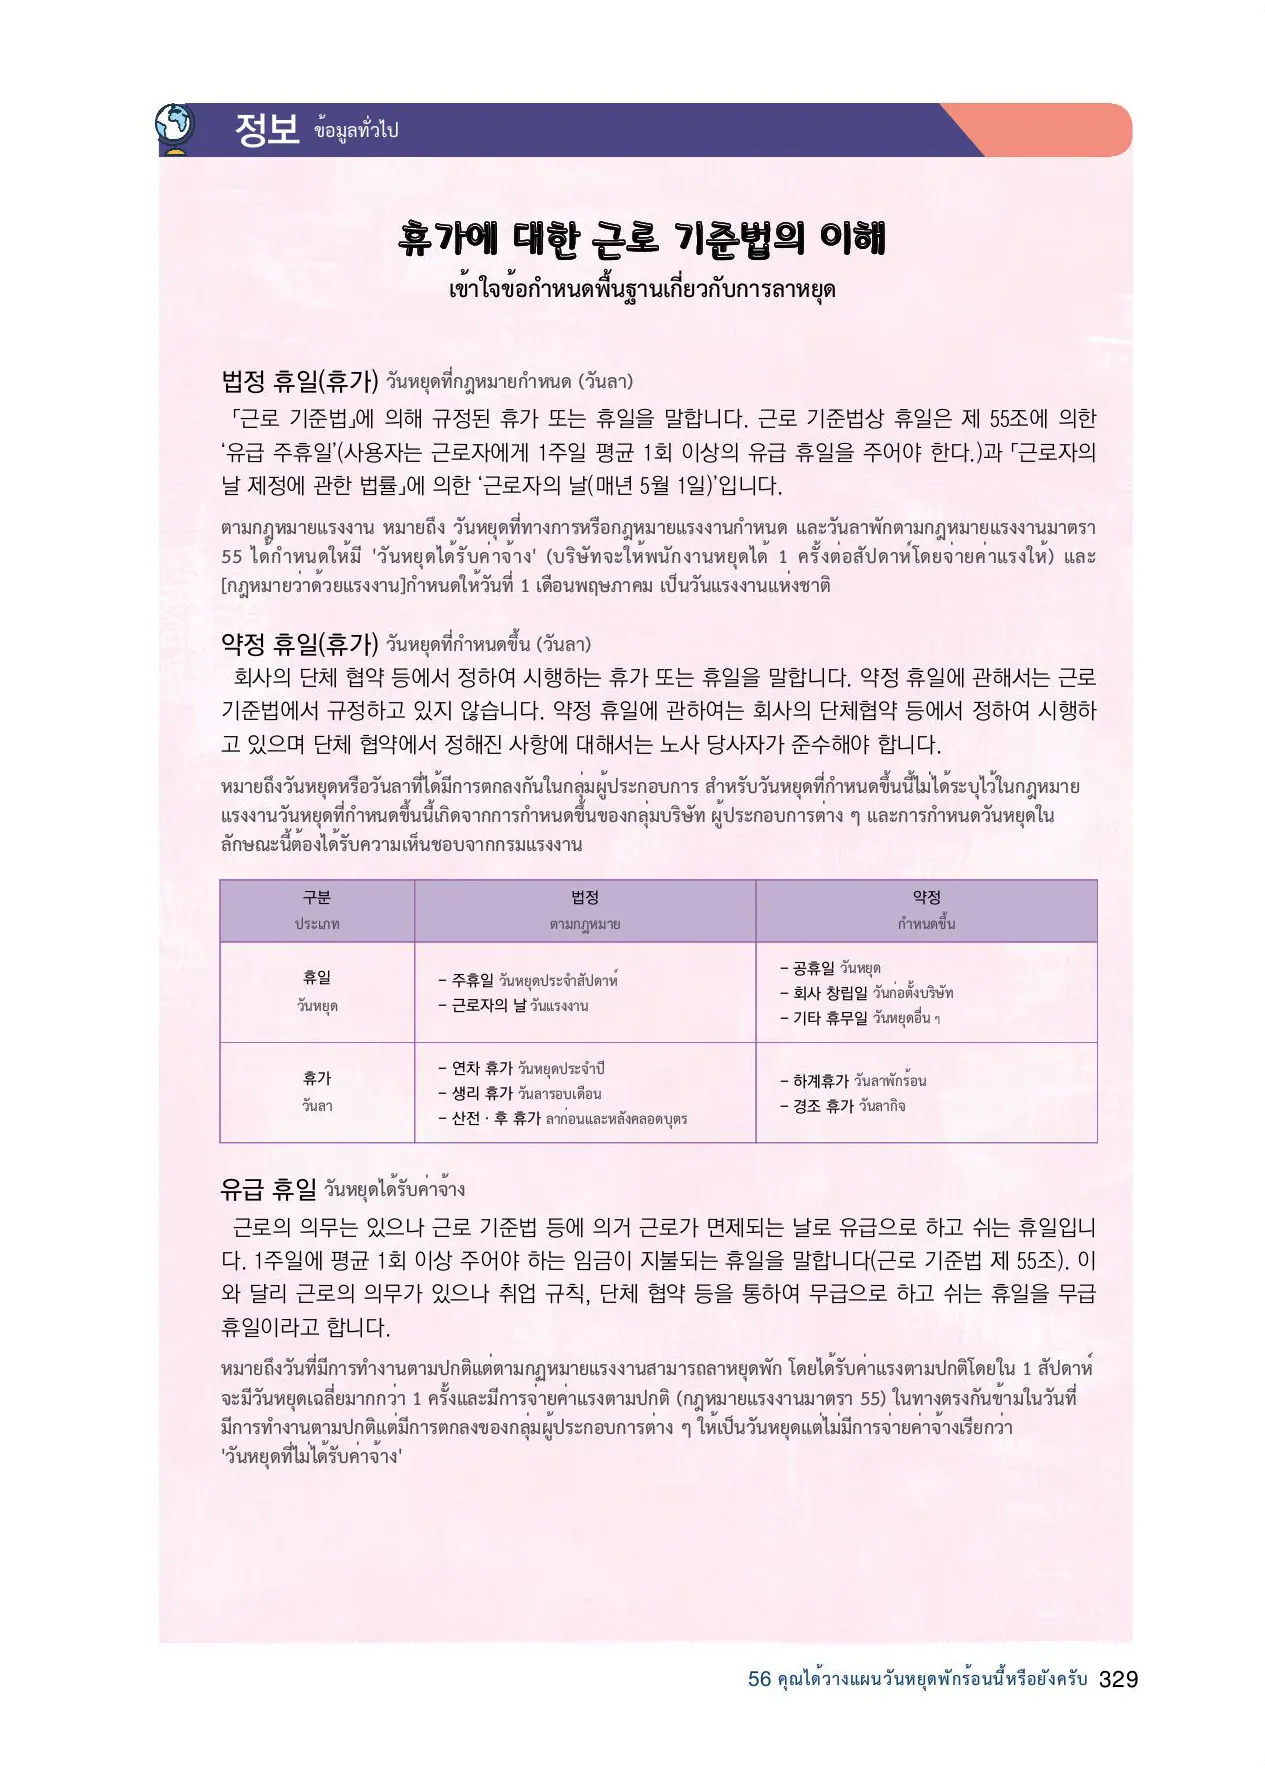 정보 ข้อมูลทั่วไป
휴가에 대한 근로 기준법의 이해
เข้าใจข้อกำหนดพื้นฐานเกี่ยวกับการลาหยุด
법정 휴일(휴가) วันหยุดที่กฎหมายกำหนด (วันลา)
「근로 기준법」에 의해 규정된 휴가 또는 휴일을 말합니다. 근로 기준법상 휴일은 제 55조에 의한
‘유급 주휴일’(사용자는 근로자에게 1주일 평균 1회 이상의 유급 휴일을 주어야 한다.)과 「근로자의
날 제정에 관한 법률」에 의한 ‘근로자의 날(매년 5월 1일)’입니다.
ตามกฎหมายแรงงาน หมายถึง วันหยุดที่ทางการหรือกฎหมายแรงงานกำหนด และวันลาพักตามกฎหมายแรงงานมาตรา
55 ได้กำหนดให้มี 'วันหยุดได้รับค่าจ้าง' (บริษัทจะให้พนักงานหยุดได้ 1 ครั้งต่อสัปดาห์โดยจ่ายค่าแรงให้) และ
[กฎหมายว่าด้วยแรงงาน]กำหนดให้วันที่ 1 เดือนพฤษภาคม เป็นวันแรงงานแห่งชาติ
약정 휴일(휴가) วันหยุดที่กำหนดขึ้น (วันลา)
회사의 단체 협약 등에서 정하여 시행하는 휴가 또는 휴일을 말합니다. 약정 휴일에 관해서는 근로
기준법에서 규정하고 있지 않습니다. 약정 휴일에 관하여는 회사의 단체협약 등에서 정하여 시행하
고 있으며 단체 협약에서 정해진 사항에 대해서는 노사 당사자가 준수해야 합니다.
หมายถึงวันหยุดหรือวันลาที่ได้มีการตกลงกันในกลุ่มผู้ประกอบการ สำหรับวันหยุดที่กำหนดขึ้นนี้ไม่ได้ระบุไว้ในกฎหมาย
แรงงานวันหยุดที่กำหนดขึ้นนี้เกิดจากการกำหนดขึ้นของกลุ่มบริษัท ผู้ประกอบการต่าง ๆ และการกำหนดวันหยุดใน
ลักษณะนี้ต้องได้รับความเห็นชอบจากกรมแรงงาน
구분 법정 약정
ประเภท ตามกฎหมาย กำหนดขึ้น
휴일
วันหยุด
– 주휴일 วันหยุดประจำสัปดาห์
– 근로자의 날 วันแรงงาน
– 공휴일 วันหยุด
– 회사 창립일 วันก่อตั้งบริษัท
– 기타 휴무일 วันหยุดอื่น ๆ
휴가
วันลา
– 연차 휴가 วันหยุดประจำปี
– 생리 휴가 วันลารอบเดือน
– 산전 · 후 휴가 ลาก่อนและหลังคลอดบุตร
– 하계휴가 วันลาพักร้อน
– 경조 휴가 วันลากิจ
유급 휴일 วันหยุดได้รับค่าจ้าง
근로의 의무는 있으나 근로 기준법 등에 의거 근로가 면제되는 날로 유급으로 하고 쉬는 휴일입니
다. 1주일에 평균 1회 이상 주어야 하는 임금이 지불되는 휴일을 말합니다(근로 기준법 제 55조). 이
와 달리 근로의 의무가 있으나 취업 규칙, 단체 협약 등을 통하여 무급으로 하고 쉬는 휴일을 무급
휴일이라고 합니다.
หมายถึงวันที่มีการทำงานตามปกติแต่ตามกฎหมายแรงงานสามารถลาหยุดพัก โดยได้รับค่าแรงตามปกติโดยใน 1 สัปดาห์
จะมีวันหยุดเฉลี่ยมากกว่า 1 ครั้งและมีการจ่ายค่าแรงตามปกติ (กฎหมายแรงงานมาตรา 55) ในทางตรงกันข้ามในวันที่
มีการทำงานตามปกติแต่มีการตกลงของกลุ่มผู้ประกอบการต่าง ๆ ให้เป็นวันหยุดแต่ไม่มีการจ่ายค่าจ้างเรียกว่า
'วันหยุดที่ไม่ได้รับค่าจ้าง'
56 คุณได้วางแผนวันหยุดพักร้อนนี้หรือยังครับ 329